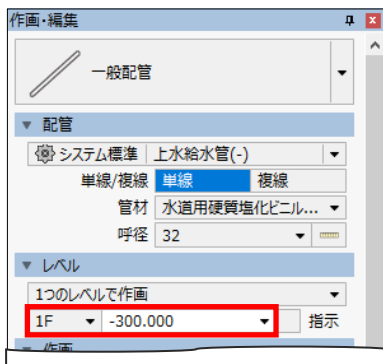 作画・編集
一般配管
配管
システム標準 上水給水管(-)
単線/複線 単線 複線
管材 水道用硬質塩化ビニル...
呼径 32
レベル
1つのレベルで作画
1F -300.000 指示
作画